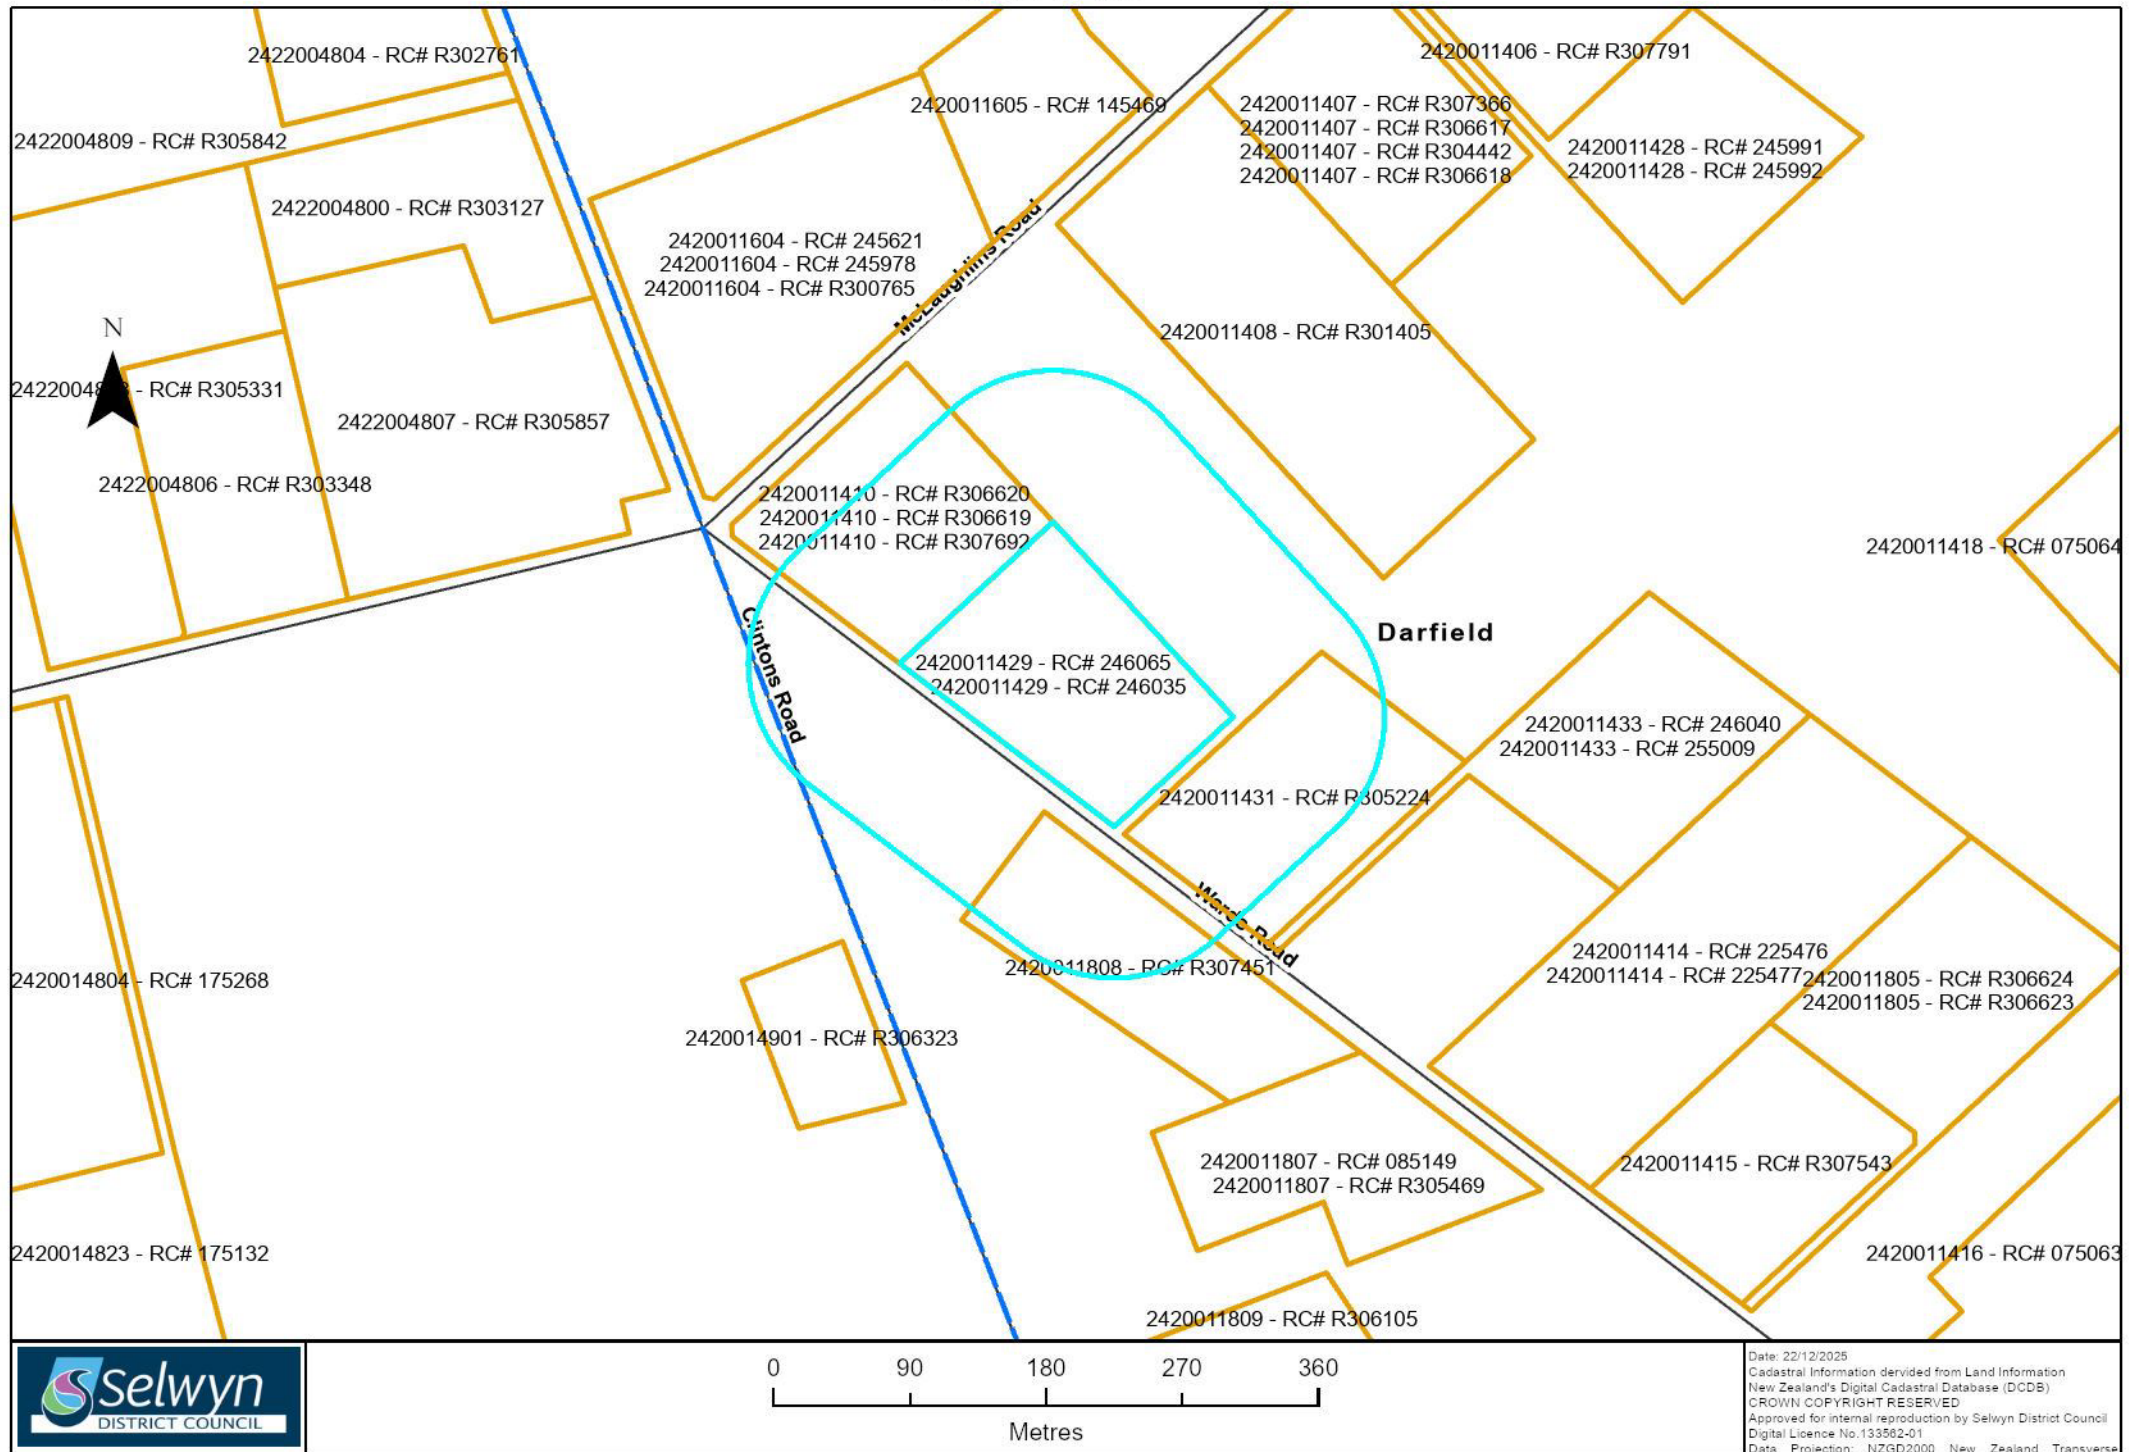 2422004804 - RC# R302761
2420011406 - RC# R307791
2420011605 - RC# 145469
2420011407 - RC# R307366
2420011407 - RC# R306617
2420011407 - RC# R304442
2420011407 - RC# R306618
2422004809 - RC# R305842
2420011428 - RC# 245991
2420011428 - RC# 245992
2422004800 - RC# R303127
2420011604 - RC# 245621
2420011604 - RC# 245978
2420011604 - RC# R300765
McLaughlins Road
N
2420011408 - RC# R301405
- RC# R305331
2422004807 - RC# R305857
2422004806 - RC# R303348
2420011410 - RC# R306620
2420011410 - RC# R306619
2420011410 - RC# R307692
2420011418 - RC# 075064
Clintons Road
Darfield
2420011429 - RC# 246065
2420011429 - RC# 246035
2420011433 - RC# 246040
2420011433 - RC# 255009
2420011431 - RC# R305224
Wards Road
2420011808 - RC# R307451
2420011414 - RC# 225476
2420011414 - RC# 225477
2420011805 - RC# R306624
2420011805 - RC# R306623
2420014804 - RC# 175268
2420014901 - RC# R306323
2420011807 - RC# 085149
2420011807 - RC# R305469
2420011415 - RC# R307543
2420014823 - RC# 175132
2420011416 - RC# 075063
2420011809 - RC# R306105
Selwyn
DISTRICT COUNCIL
0 90 180 270 360
Metres
Date: 22/12/2025
Cadastral Information dervided from Land Information
New Zealand's Digital Cadastral Database (DCDB)
CROWN COPYRIGHT RESERVED
Approved for internal reproduction by Selwyn District Council
Digital Licence No.133562-01
Data Projection: NZGD2000 New Zealand Transverse